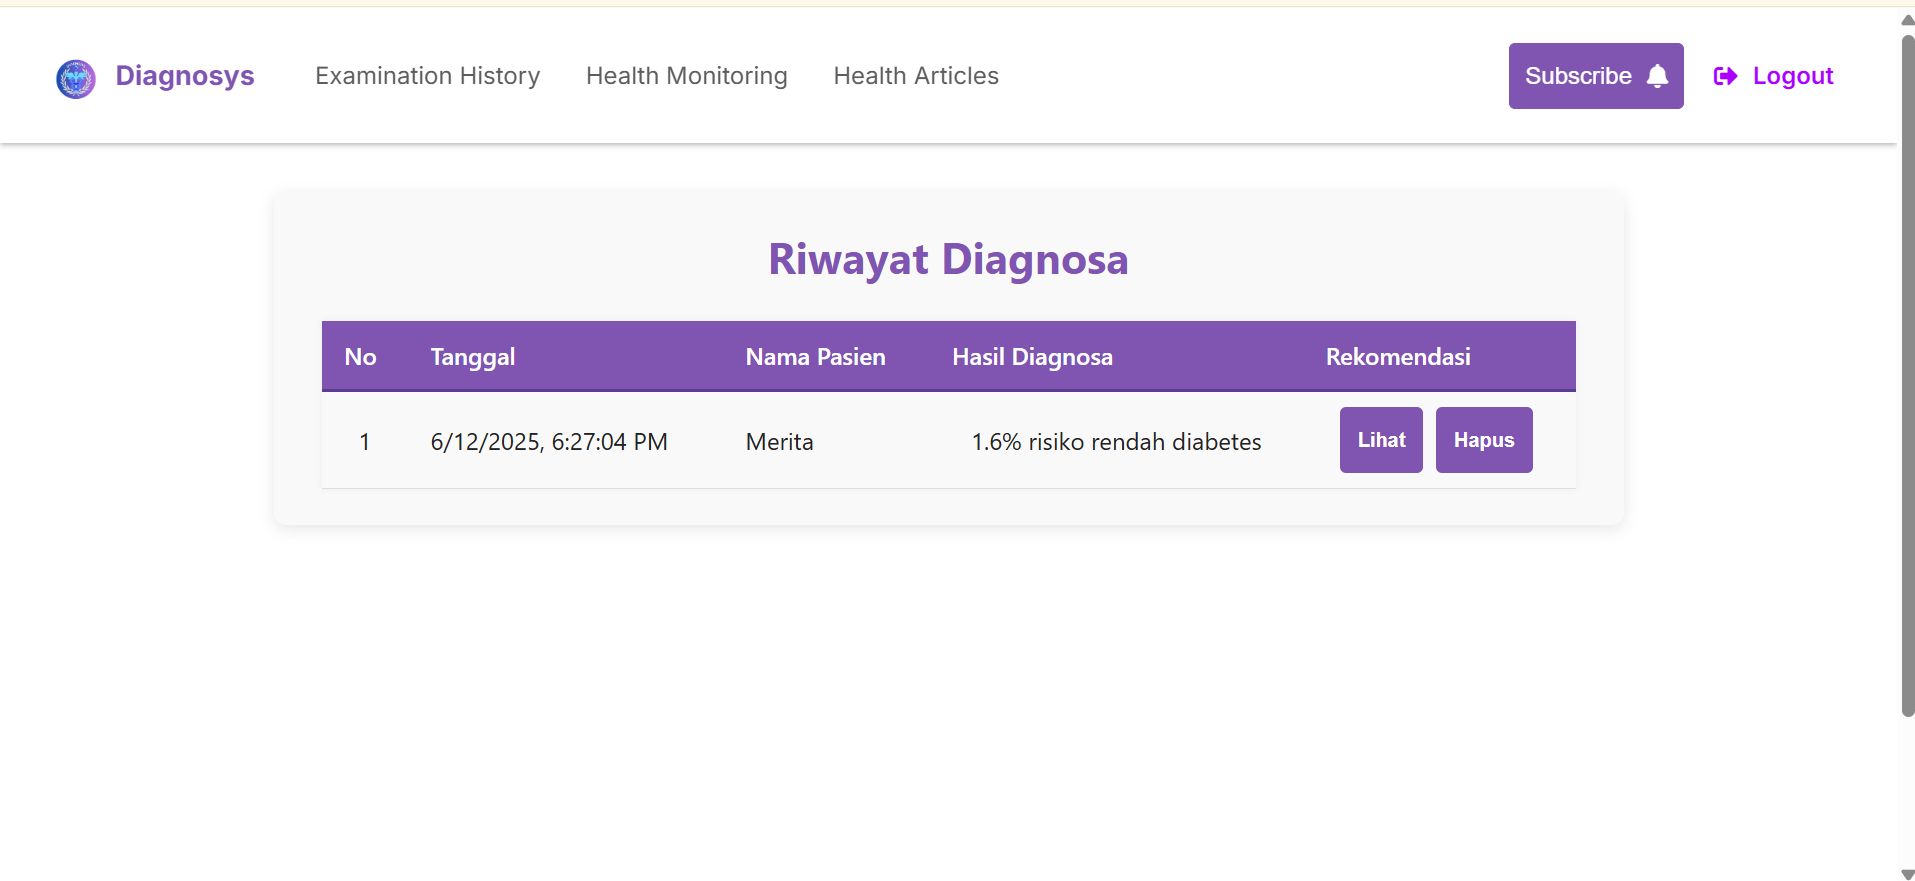 Diagnosys Examination History Health Monitoring Health Articles Subscribe Logout
Riwayat Diagnosa
No Tanggal Nama Pasien Hasil Diagnosa Rekomendasi
1 6/12/2025, 6:27:04 PM Merita 1.6% risiko rendah diabetes Lihat Hapus